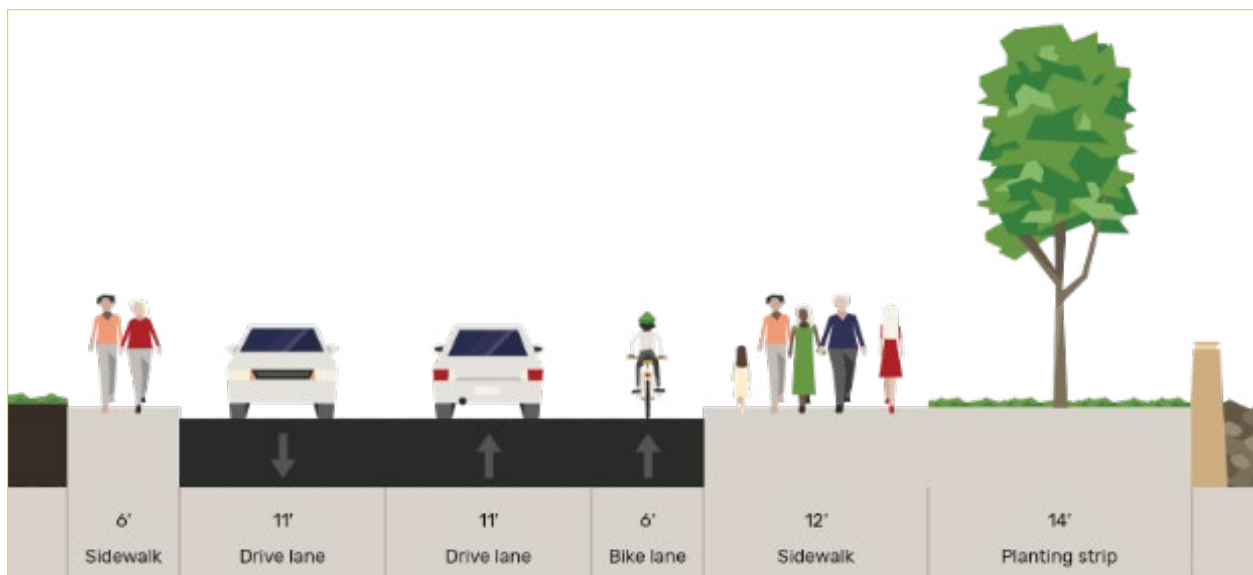 6' 11' 11' 6' 12' 14'
Sidewalk Drive lane Drive lane Bike lane Sidewalk Planting strip